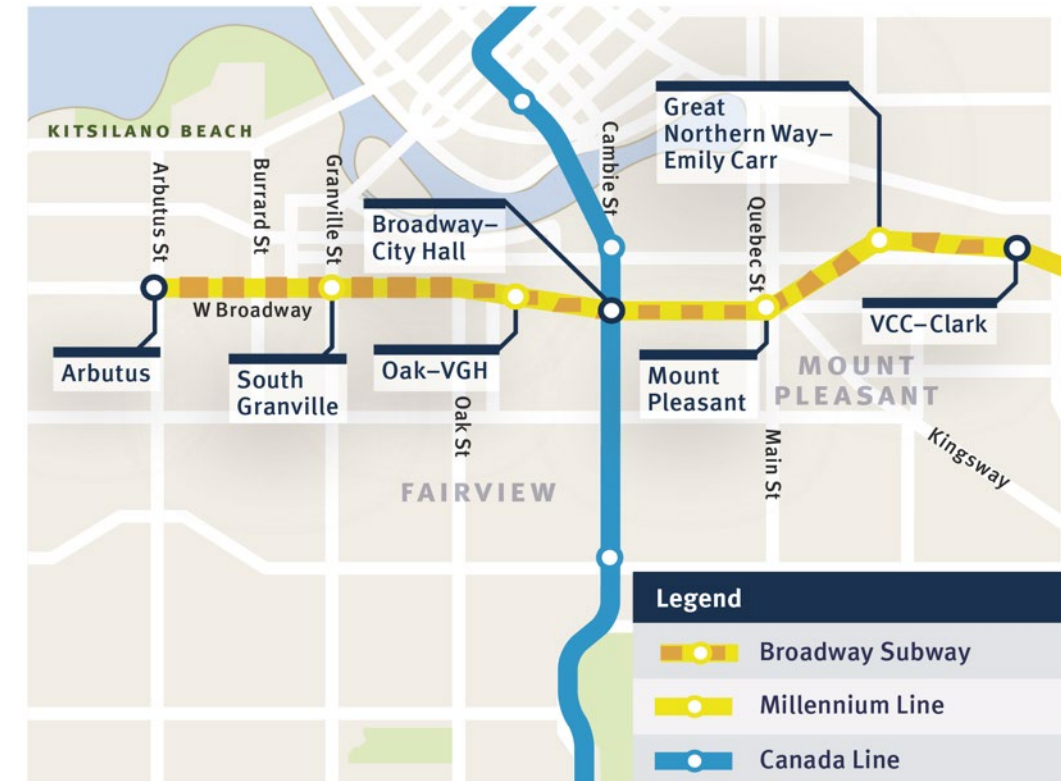 KITSILANO BEACH
Arbutus St
Burrard St
Granville St
Cambie St
Quebec St
Great
Northern Way–
Emily Carr
Broadway–
City Hall
W Broadway
Arbutus
South
Granville
Oak–VGH
Oak St
Mount
Pleasant
Main St
VCC–Clark
MOUNT
PLEASANT
Kingsway
FAIRVIEW
Legend
Broadway Subway
Millennium Line
Canada Line